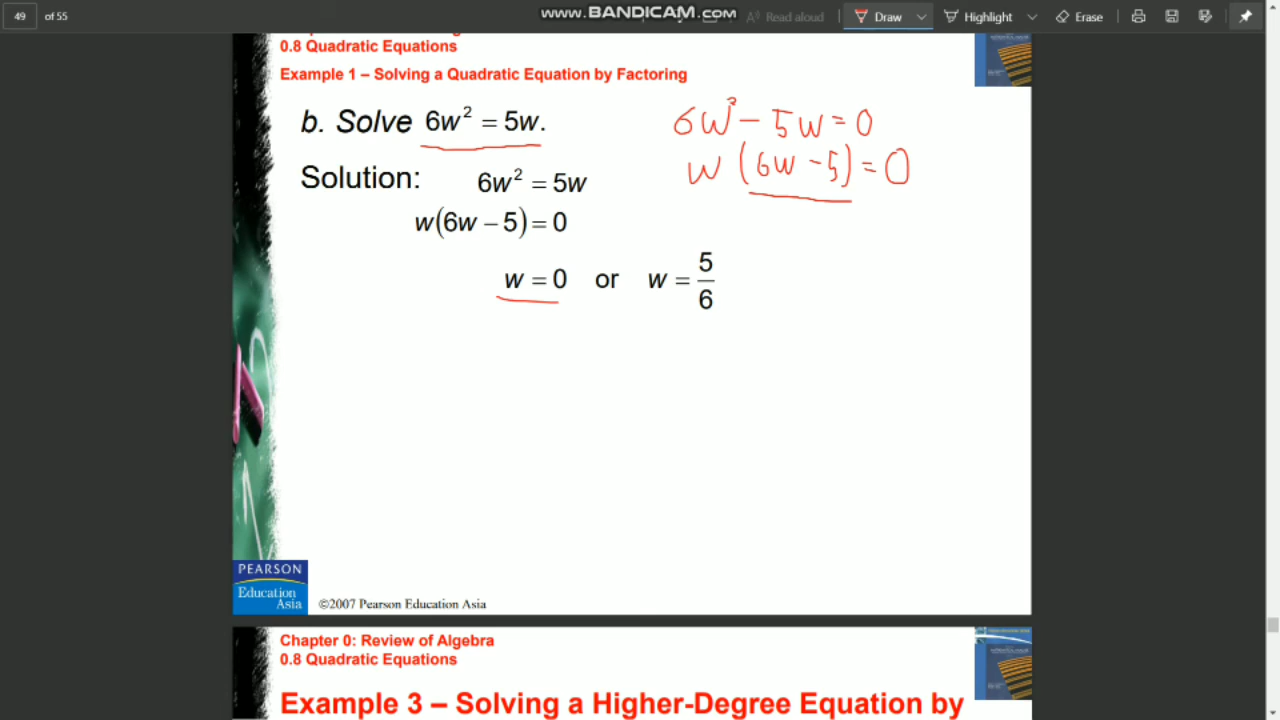 49 of 55
www.BANDICAM.com
Read aloud
Draw
Highlight
Erase
0.8 Quadratic Equations
Example 1 – Solving a Quadratic Equation by Factoring
b. Solve 6w² = 5w.
6w² − 5w = 0
w (6w − 5) = 0
Solution: 6w² = 5w
w(6w − 5) = 0
w = 0 or w = 5/6
PEARSON
Education
Asia
©2007 Pearson Education Asia
Chapter 0: Review of Algebra
0.8 Quadratic Equations
Example 3 – Solving a Higher-Degree Equation by